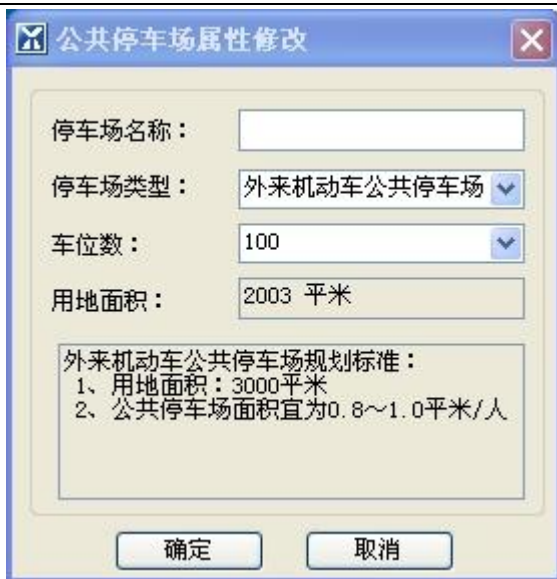 公共停车场属性修改
停车场名称：
停车场类型： 外来机动车公共停车场
车位数： 100
用地面积： 2003 平米
外来机动车公共停车场规划标准：
1、用地面积：3000平米
2、公共停车场面积宜为0.8～1.0平米/人
确定 取消